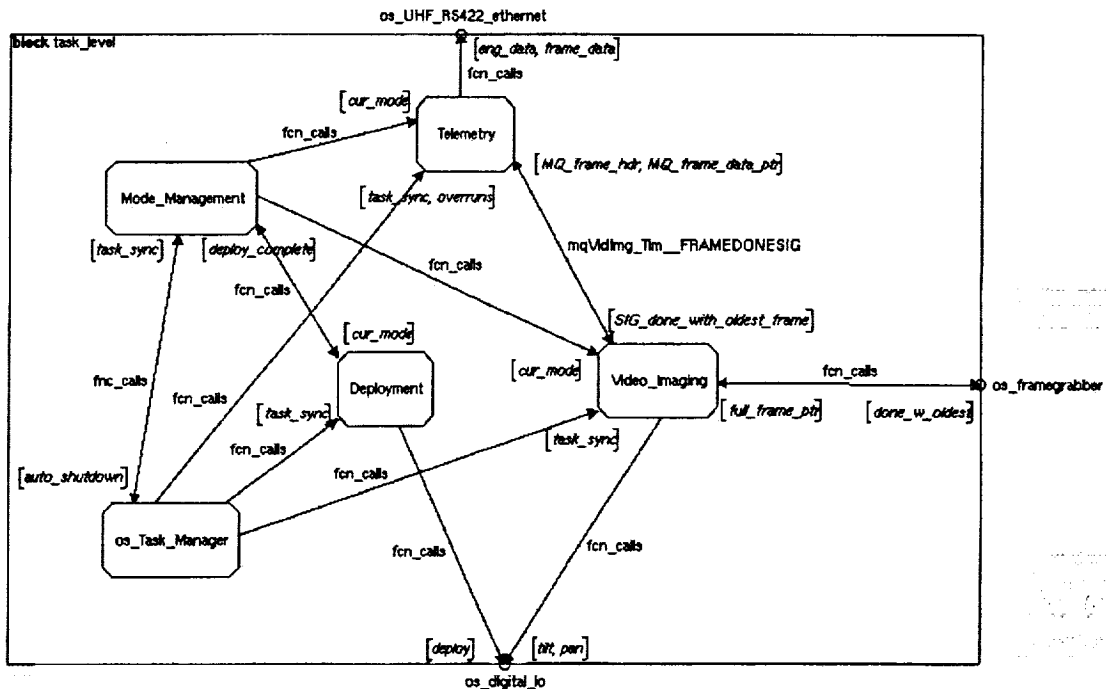 os_UHF_RS422_ethernet
block task_level
[eng_data, frame_data]
fcn_calls
[cur_mode]
fcn_calls
Telemetry
[MQ_frame_hdr, MQ_frame_data_ptr]
Mode_Management
[task_sync, overruns]
[task_sync]
[deploy_complete]
mqVidImg_Tlm__FRAMEDONESIG
fcn_calls
fcn_calls
[SIG_done_with_oldest_frame]
[cur_mode]
[cur_mode]
Video_Imaging
fcn_calls
os_framegrabber
fnc_calls
fcn_calls
Deployment
[task_sync]
[full_frame_ptr]
[done_w_oldest]
fcn_calls
[task_sync]
[auto_shutdown]
fcn_calls
os_Task_Manager
fcn_calls
[deploy]
[tilt, pan]
os_digital_io